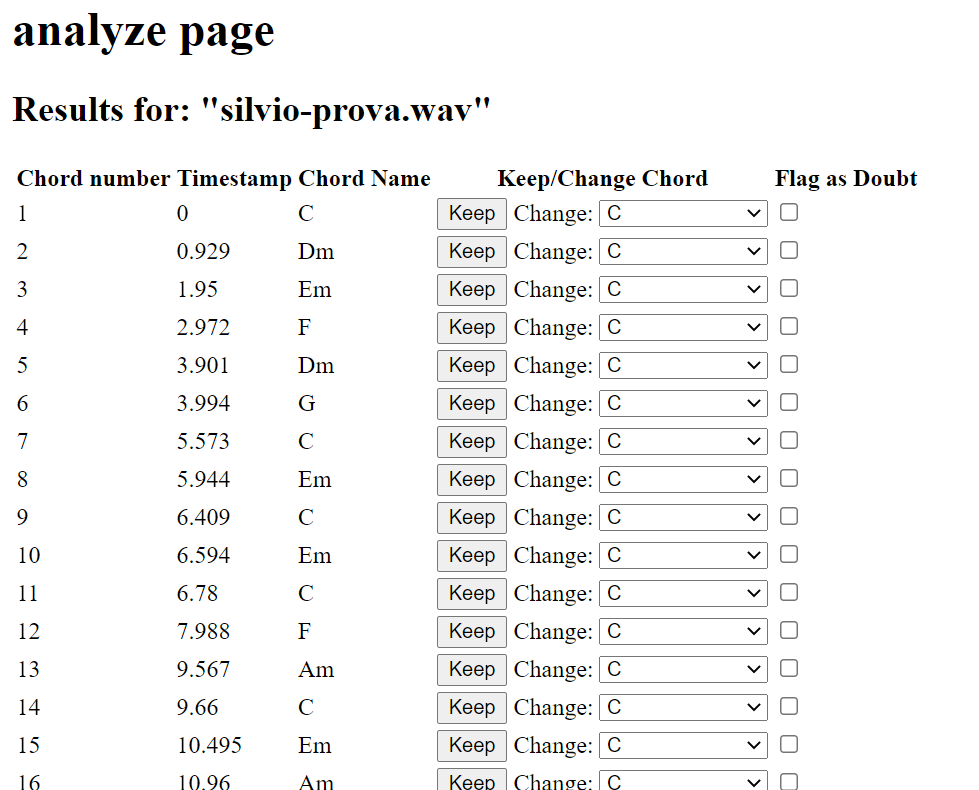 analyze page
Results for: "silvio-prova.wav"
Chord number Timestamp Chord Name Keep/Change Chord Flag as Doubt
1 0 C Keep Change: C
2 0.929 Dm Keep Change: C
3 1.95 Em Keep Change: C
4 2.972 F Keep Change: C
5 3.901 Dm Keep Change: C
6 3.994 G Keep Change: C
7 5.573 C Keep Change: C
8 5.944 Em Keep Change: C
9 6.409 C Keep Change: C
10 6.594 Em Keep Change: C
11 6.78 C Keep Change: C
12 7.988 F Keep Change: C
13 9.567 Am Keep Change: C
14 9.66 C Keep Change: C
15 10.495 Em Keep Change: C
16 10.96 Am Keep Change: C